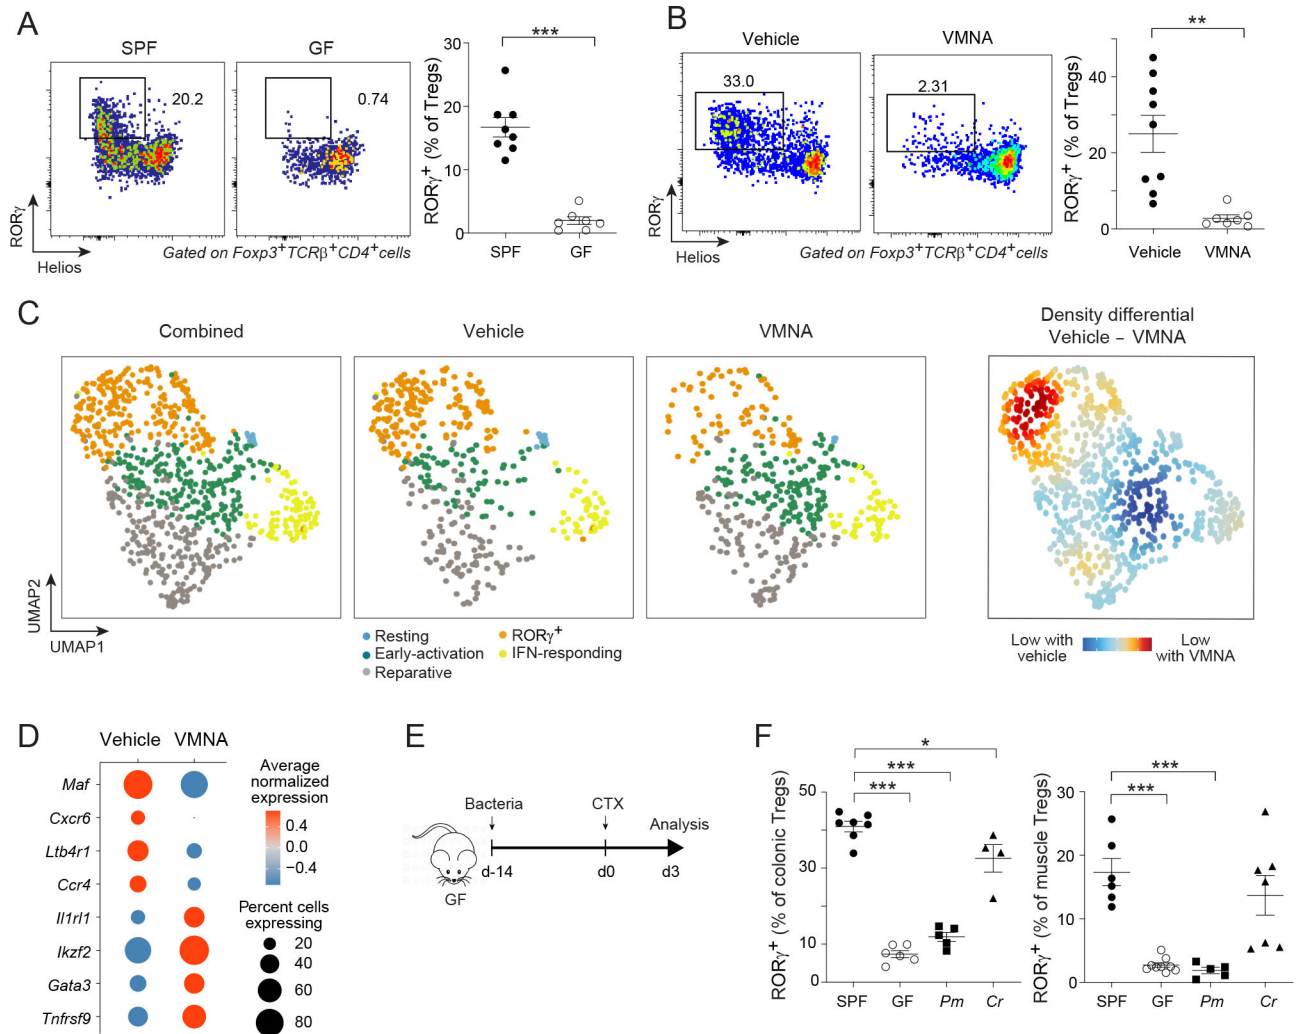 A
SPF
GF
20.2
0.74
RORγ
Helios
Gated on Foxp3+TCRβ+CD4+cells
***
RORγ+ (% of Tregs)
30
20
10
0
SPF
GF
B
Vehicle
VMNA
33.0
2.31
RORγ
Helios
Gated on Foxp3+TCRβ+CD4+cells
**
RORγ+ (% of Tregs)
40
20
0
Vehicle
VMNA
C
Combined
Vehicle
VMNA
Density differential
Vehicle – VMNA
UMAP2
UMAP1
Resting
Early-activation
Reparative
RORγ+
IFN-responding
Low with
vehicle
Low
with VMNA
D
Vehicle
VMNA
Maf
Cxcr6
Ltb4r1
Ccr4
Il1rl1
Ikzf2
Gata3
Tnfrsf9
Average
normalized
expression
0.4
0.0
−0.4
Percent cells
expressing
20
40
60
80
E
Bacteria
CTX
Analysis
d-14
d0
d3
GF
F
*
***
***
RORγ+ (% of colonic Tregs)
50
30
10
0
SPF
GF
Pm
Cr
***
***
RORγ+ (% of muscle Tregs)
30
20
10
0
SPF
GF
Pm
Cr